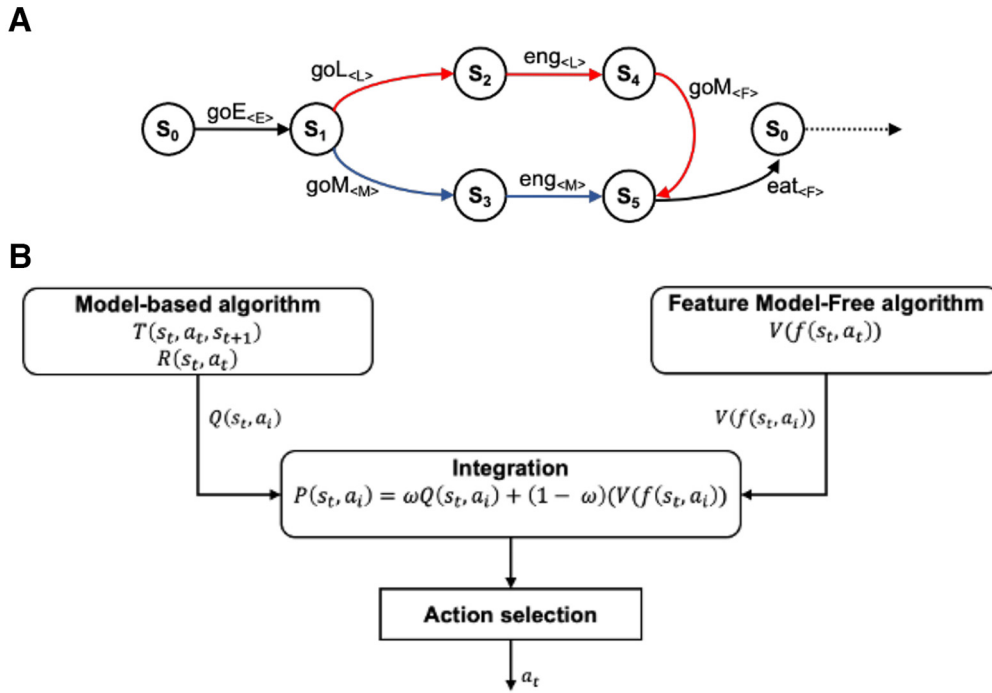 A
S0
goE<E>
S1
goL<L>
S2
eng<L>
S4
goM<F>
S0
goM<M>
S3
eng<M>
S5
eat<F>
B
Model-based algorithm
T(st, at, st+1)
R(st, at)
Feature Model-Free algorithm
V(f(st, at))
Q(st, ai)
V(f(st, ai))
Integration
P(st, ai) = ωQ(st, ai) + (1 − ω)(V(f(st, ai))
Action selection
at